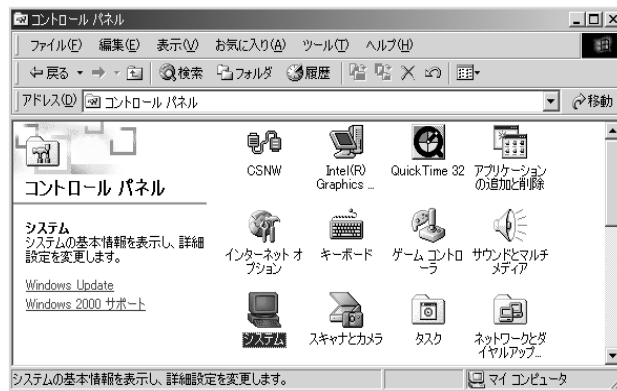 コントロール パネル
ファイル(F) 編集(E) 表示(V) お気に入り(A) ツール(T) ヘルプ(H)
戻る 検索 フォルダ 履歴
アドレス(D) コントロール パネル 移動
コントロール パネル
システム
システムの基本情報を表示し、詳細
設定を変更します。
Windows Update
Windows 2000 サポート
CSNW
Intel(R)
Graphics ...
QuickTime 32
アプリケーション
の追加と削除
インターネット オ
プション
キーボード
ゲーム コントロ
ーラ
サウンドとマルチ
メディア
システム
スキャナとカメラ
タスク
ネットワークとダ
イヤルアップ...
システムの基本情報を表示し、詳細設定を変更します。
マイ コンピュータ